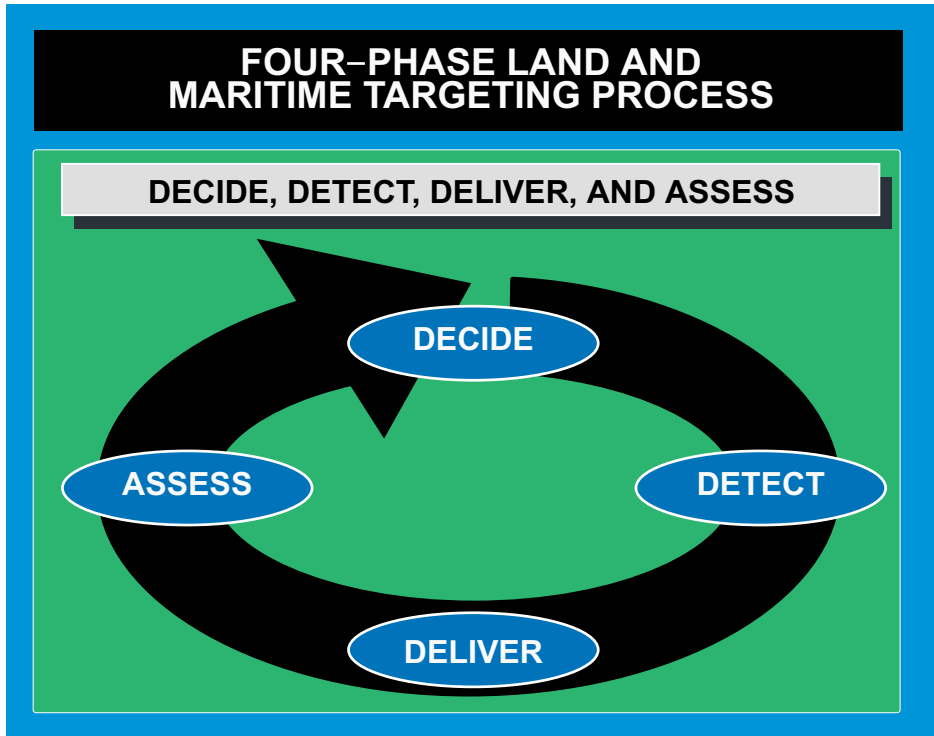 FOUR–PHASE LAND AND
MARITIME TARGETING PROCESS
DECIDE, DETECT, DELIVER, AND ASSESS
DECIDE
ASSESS
DETECT
DELIVER